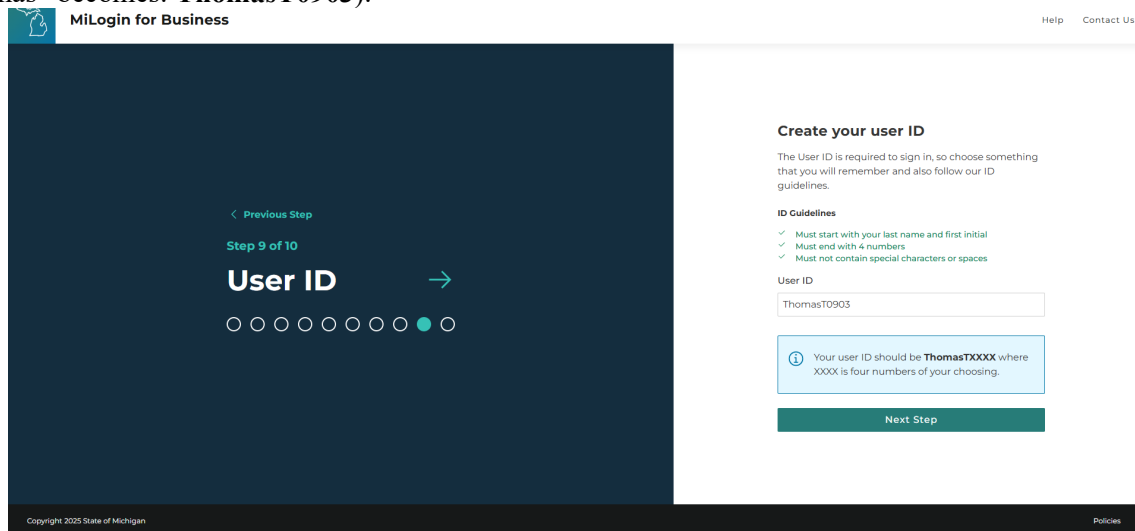 becomes: ThomasT0903).
MiLogin for Business
Help Contact Us
< Previous Step
Step 9 of 10
User ID
Create your user ID
The User ID is required to sign in, so choose something
that you will remember and also follow our ID
guidelines.
ID Guidelines
Must start with your last name and first initial
Must end with 4 numbers
Must not contain special characters or spaces
User ID
ThomasT0903
Your user ID should be ThomasTXXXX where
XXXX is four numbers of your choosing.
Next Step
Copyright 2025 State of Michigan
Policies